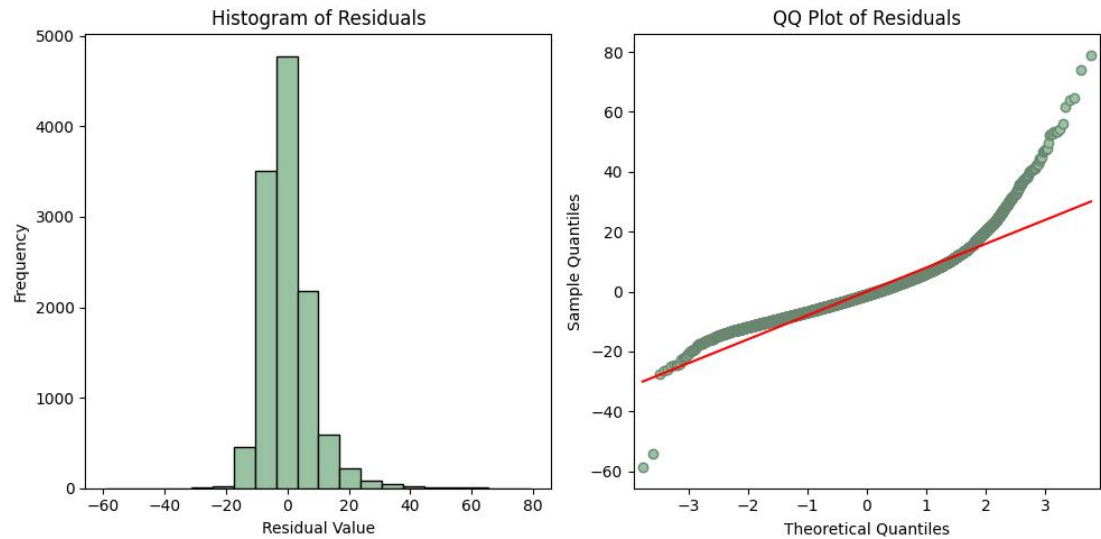 Histogram of Residuals
5000
4000
3000
2000
1000
0
Frequency
−60 −40 −20 0 20 40 60 80
Residual Value
QQ Plot of Residuals
80
60
40
20
0
−20
−40
−60
Sample Quantiles
−3 −2 −1 0 1 2 3
Theoretical Quantiles